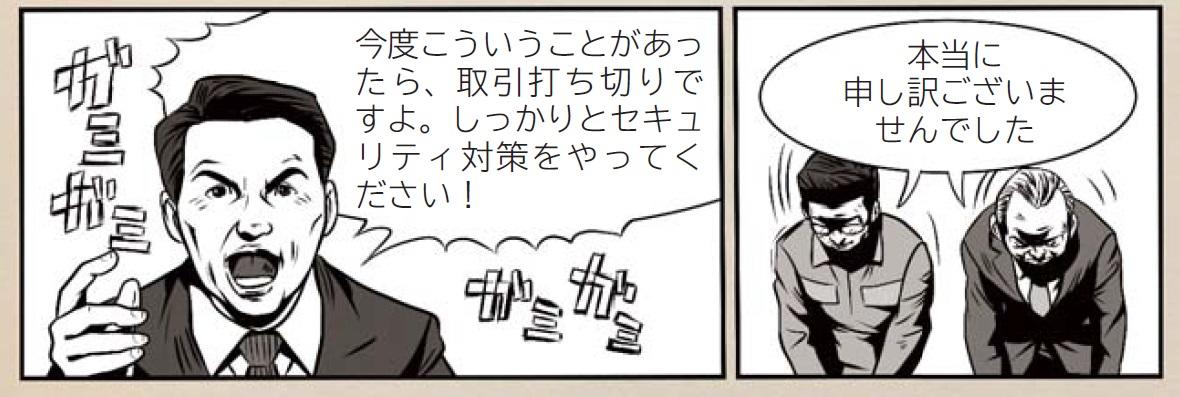 今度こういうことがあっ
たら、取引打ち切りで
すよ。しっかりとセキュ
リティ対策をやってく
ださい！
ガミ
ガミ
ガミ
ガミ
本当に
申し訳ございま
せんでした